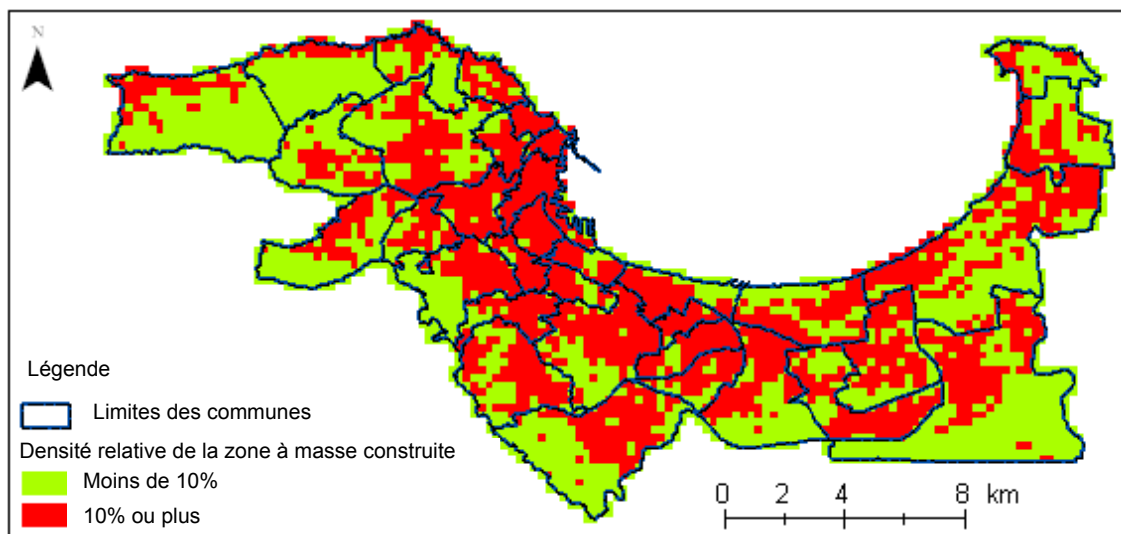 N
Légende
Limites des communes
Densité relative de la zone à masse construite
Moins de 10%
10% ou plus
0 2 4 8 km